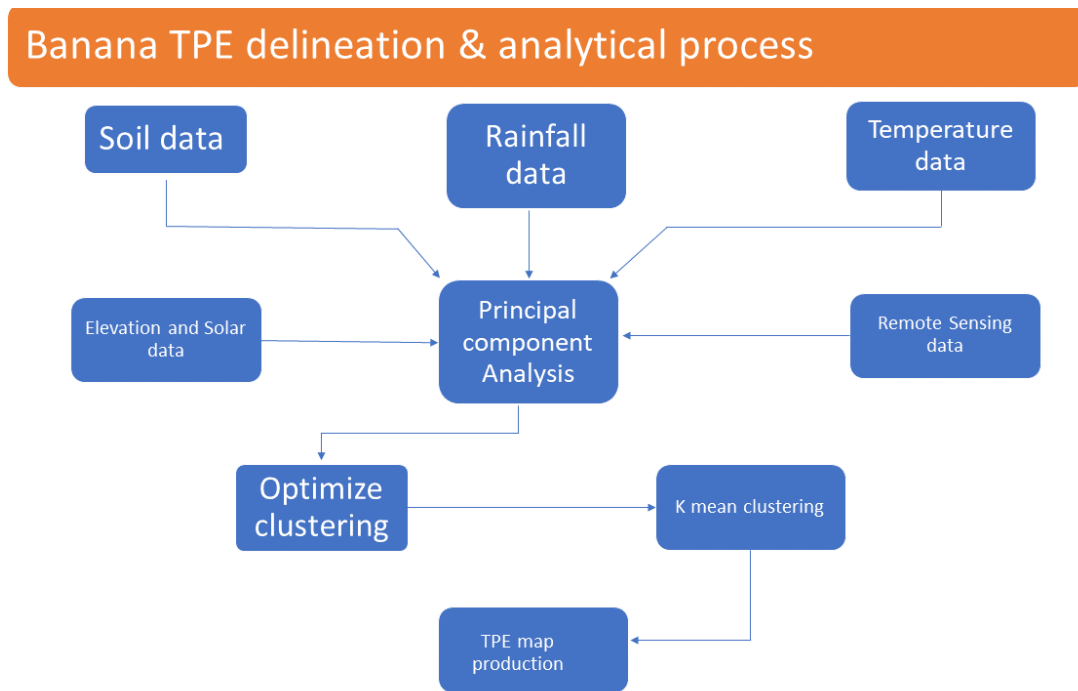 Banana TPE delineation & analytical process
Soil data
Rainfall
data
Temperature
data
Elevation and Solar
data
Principal
component
Analysis
Remote Sensing
data
Optimize
clustering
K mean clustering
TPE map
production